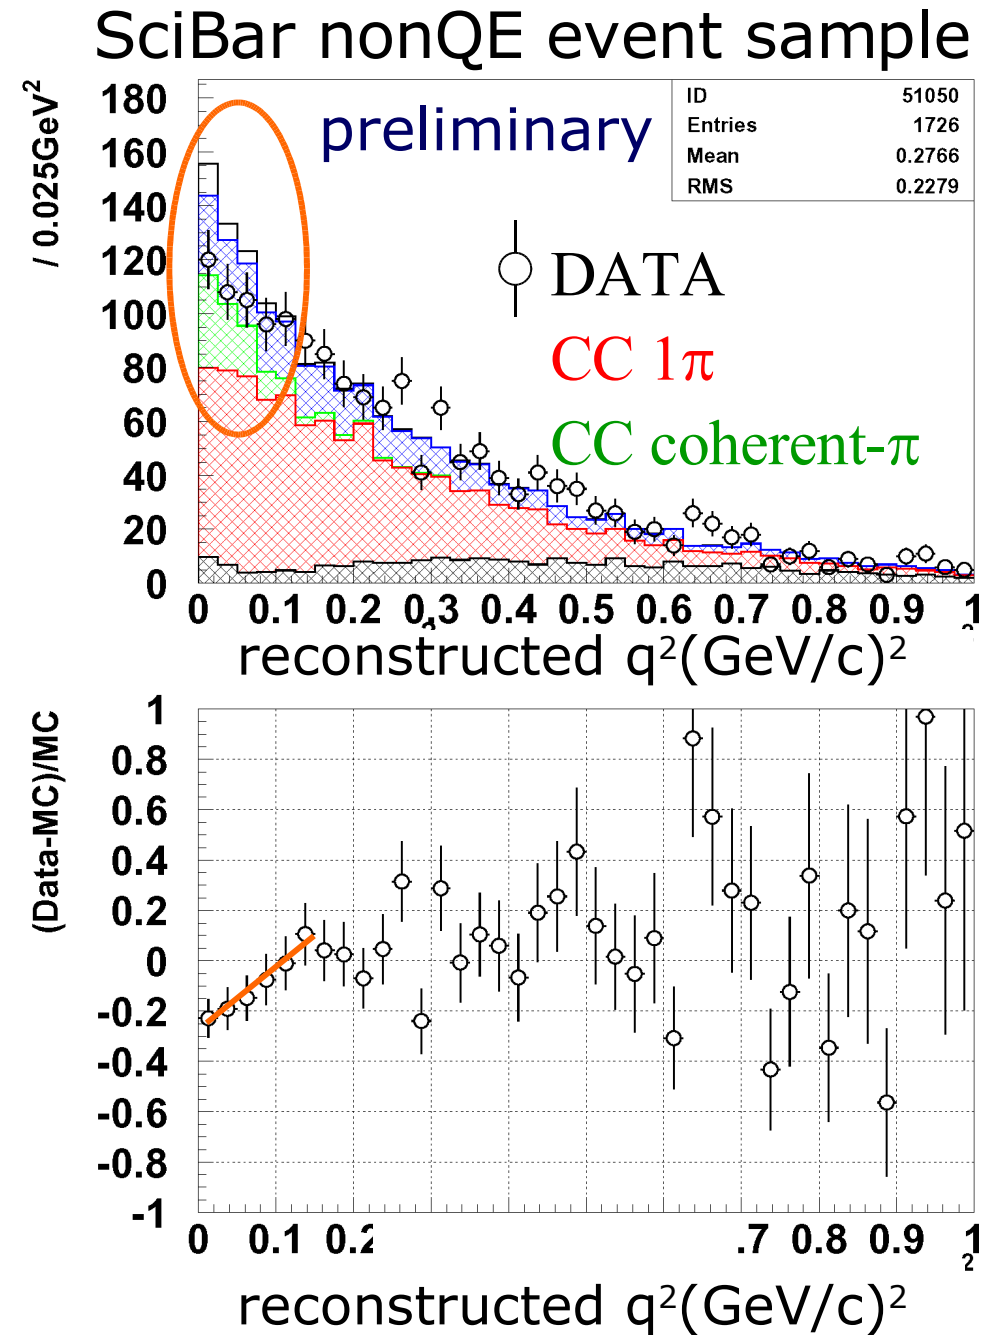 SciBar nonQE event sample
/ 0.025GeV²
180
160
140
120
100
80
60
40
20
0
preliminary
ID 51050
Entries 1726
Mean 0.2766
RMS 0.2279
DATA
CC 1π
CC coherent-π
0 0.1 0.2 0.3 0.4 0.5 0.6 0.7 0.8 0.9 1
reconstructed q²(GeV/c)²
(Data-MC)/MC
1
0.8
0.6
0.4
0.2
0
-0.2
-0.4
-0.6
-0.8
-1
0 0.1 0.2 .7 0.8 0.9 1
2
reconstructed q²(GeV/c)²